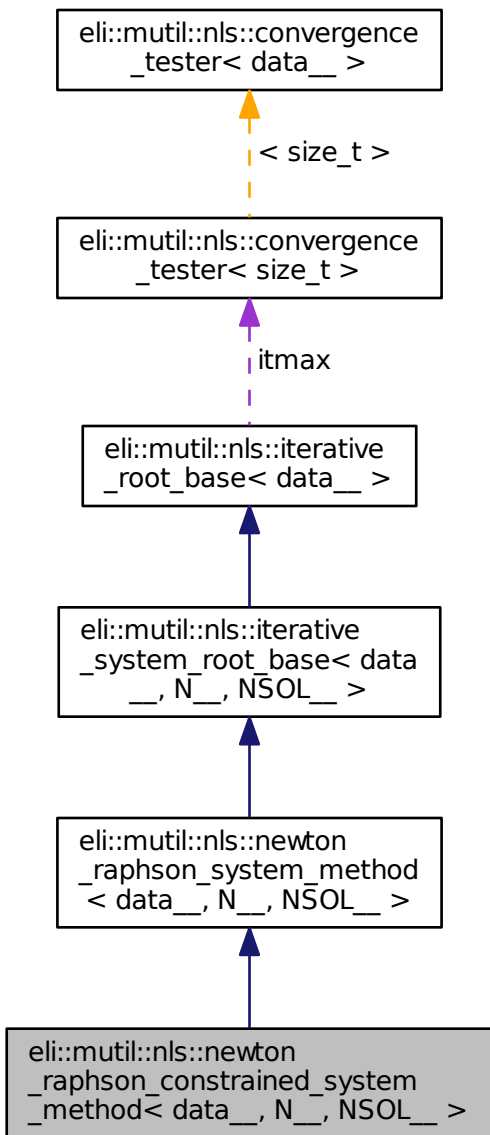 eli::mutil::nls::convergence
_tester< data__ >
< size_t >
eli::mutil::nls::convergence
_tester< size_t >
itmax
eli::mutil::nls::iterative
_root_base< data__ >
eli::mutil::nls::iterative
_system_root_base< data
__, N__, NSOL__ >
eli::mutil::nls::newton
_raphson_system_method
< data__, N__, NSOL__ >
eli::mutil::nls::newton
_raphson_constrained_system
_method< data__, N__, NSOL__ >